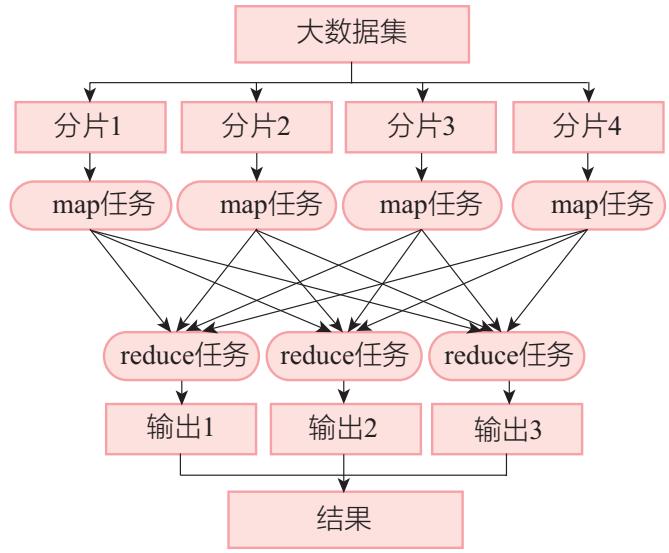 大数据集
分片1
分片2
分片3
分片4
map任务
map任务
map任务
map任务
reduce任务
reduce任务
reduce任务
输出1
输出2
输出3
结果